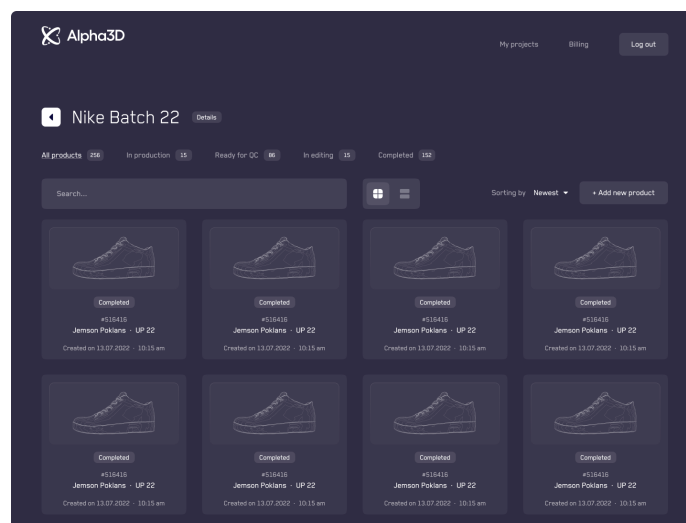 Alpha3D
My projects Billing Log out
Nike Batch 22 Details
All products 256 In production 15 Ready for QC 86 In editing 15 Completed 152
Search... Sorting by Newest + Add new product
Completed Completed Completed Completed
#516416 #516416 #516416 #516416
Jemson Poklans · UP 22 Jemson Poklans · UP 22 Jemson Poklans · UP 22 Jemson Poklans · UP 22
Created on 13.07.2022 · 10:15 am Created on 13.07.2022 · 10:15 am Created on 13.07.2022 · 10:15 am Created on 13.07.2022 · 10:15 am
Completed Completed Completed Completed
#516416 #516416 #516416 #516416
Jemson Poklans · UP 22 Jemson Poklans · UP 22 Jemson Poklans · UP 22 Jemson Poklans · UP 22
Created on 13.07.2022 · 10:15 am Created on 13.07.2022 · 10:15 am Created on 13.07.2022 · 10:15 am Created on 13.07.2022 · 10:15 am